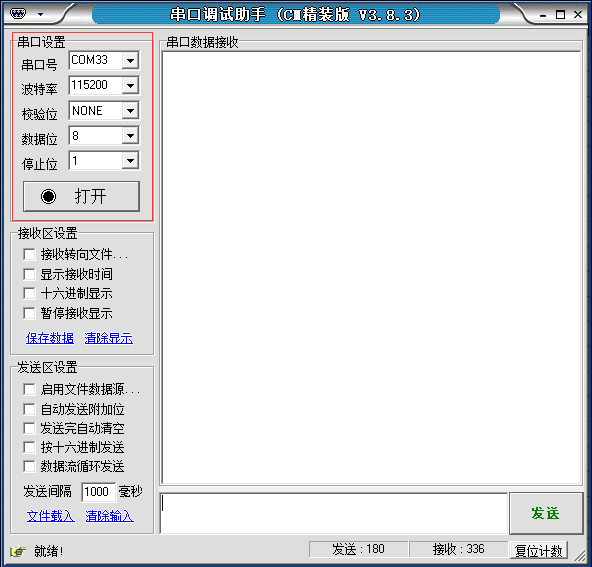 串口调试助手 (CM精装版 V3.8.3)
串口设置
串口号 COM33
波特率 115200
校验位 NONE
数据位 8
停止位 1
打开
接收区设置
接收转向文件...
显示接收时间
十六进制显示
暂停接收显示
保存数据 清除显示
发送区设置
启用文件数据源...
自动发送附加位
发送完自动清空
按十六进制发送
数据流循环发送
发送间隔 1000 毫秒
文件载入 清除输入
串口数据接收
发送
就绪!
发送 : 180
接收 : 336
复位计数